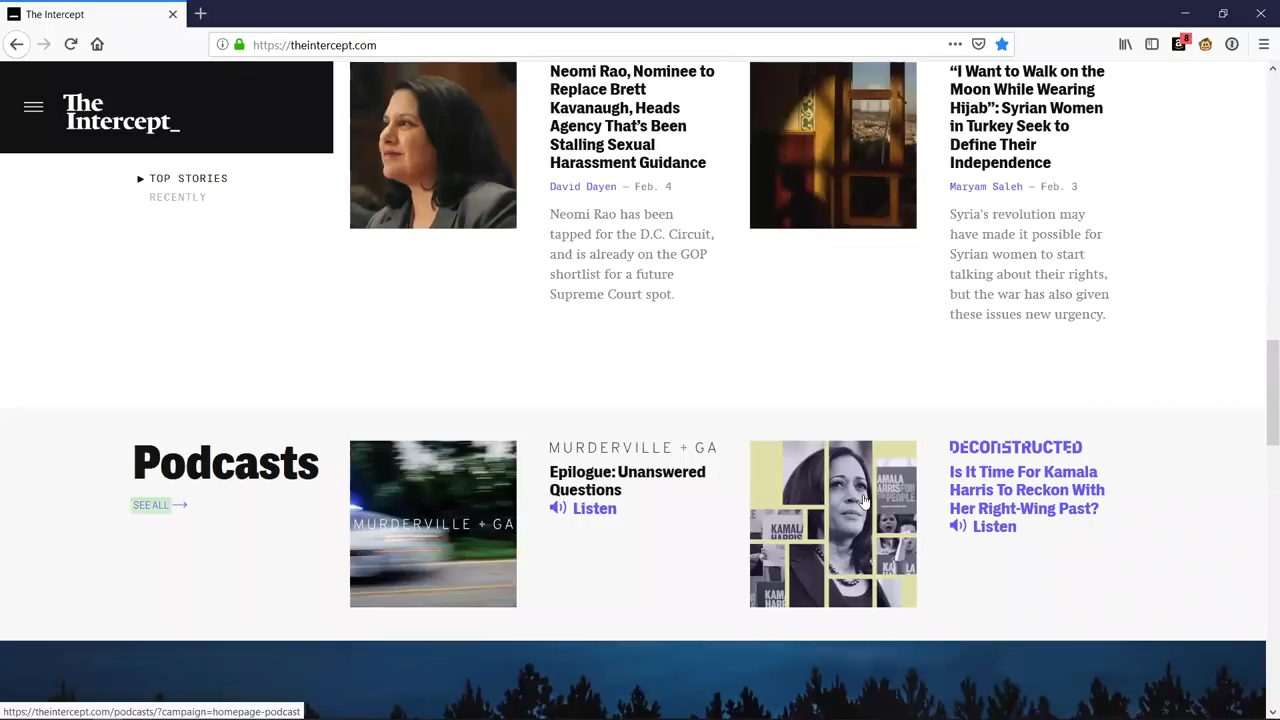 The Intercept
https://theintercept.com
8
The
Intercept_
TOP STORIES
RECENTLY
Neomi Rao, Nominee to
Replace Brett
Kavanaugh, Heads
Agency That's Been
Stalling Sexual
Harassment Guidance
David Dayen — Feb. 4
Neomi Rao has been
tapped for the D.C. Circuit,
and is already on the GOP
shortlist for a future
Supreme Court spot.
“I Want to Walk on the
Moon While Wearing
Hijab”: Syrian Women
in Turkey Seek to
Define Their
Independence
Maryam Saleh — Feb. 3
Syria's revolution may
have made it possible for
Syrian women to start
talking about their rights,
but the war has also given
these issues new urgency.
Podcasts
SEE ALL
MURDERVILLE + GA
MURDERVILLE + GA
Epilogue: Unanswered
Questions
Listen
KAMALA
HARRIS
DECONSTRUCTED
Is It Time For Kamala
Harris To Reckon With
Her Right-Wing Past?
Listen
https://theintercept.com/podcasts/?campaign=homepage-podcast